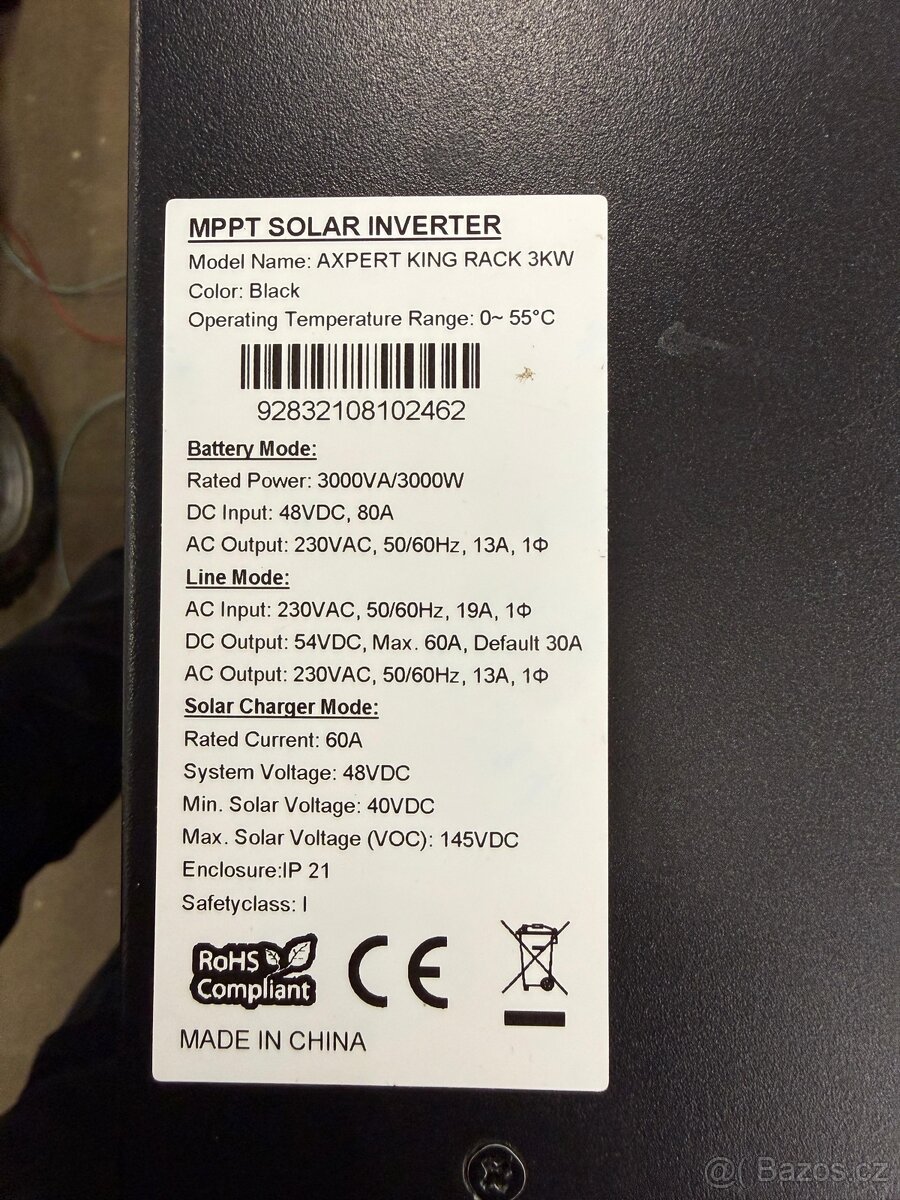 MPPT SOLAR INVERTER
Model Name: AXPERT KING RACK 3KW
Color: Black
Operating Temperature Range: 0~ 55°C
92832108102462
Battery Mode:
Rated Power: 3000VA/3000W
DC Input: 48VDC, 80A
AC Output: 230VAC, 50/60Hz, 13A, 1Φ
Line Mode:
AC Input: 230VAC, 50/60Hz, 19A, 1Φ
DC Output: 54VDC, Max. 60A, Default 30A
AC Output: 230VAC, 50/60Hz, 13A, 1Φ
Solar Charger Mode:
Rated Current: 60A
System Voltage: 48VDC
Min. Solar Voltage: 40VDC
Max. Solar Voltage (VOC): 145VDC
Enclosure:IP 21
Safetyclass: I
RoHS
Compliant
CE
MADE IN CHINA
@( Bazos.cz